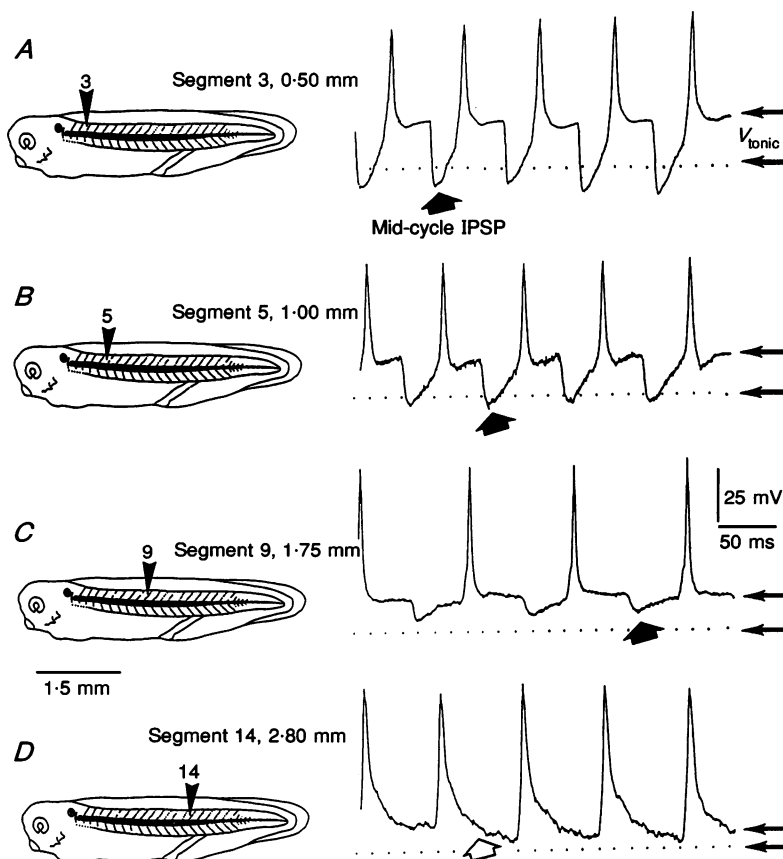 A
3
Segment 3, 0·50 mm
Vtonic
Mid-cycle IPSP
B
5
Segment 5, 1·00 mm
C
9
Segment 9, 1·75 mm
25 mV
50 ms
1·5 mm
D
Segment 14, 2·80 mm
14